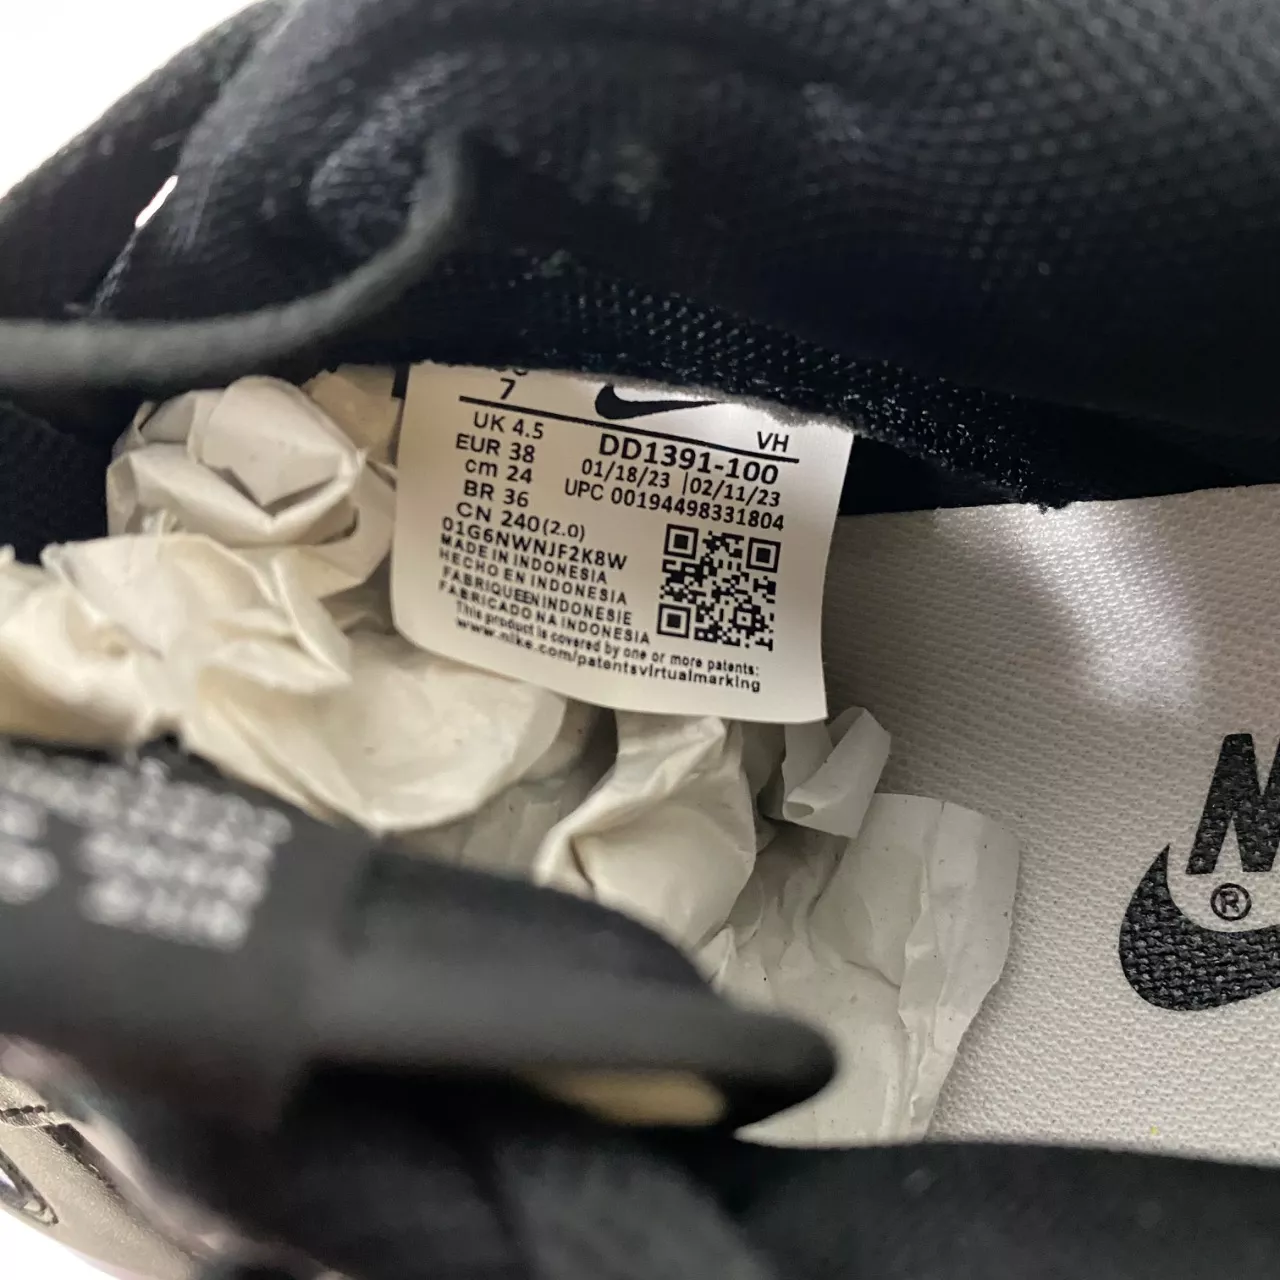 7
UK 4.5
EUR 38
cm 24
BR 36
CN 240(2.0)
VH
DD1391-100
01/18/23 |02/11/23
UPC 00194498331804
01G6NWNJF2K8W
MADE IN INDONESIA
HECHO EN INDONESIA
FABRIQUEENINDONESIE
FABRICADO NA INDONESIA
This product is covered by one or more patents:
www.nike.com/patentsvirtualmarking
®